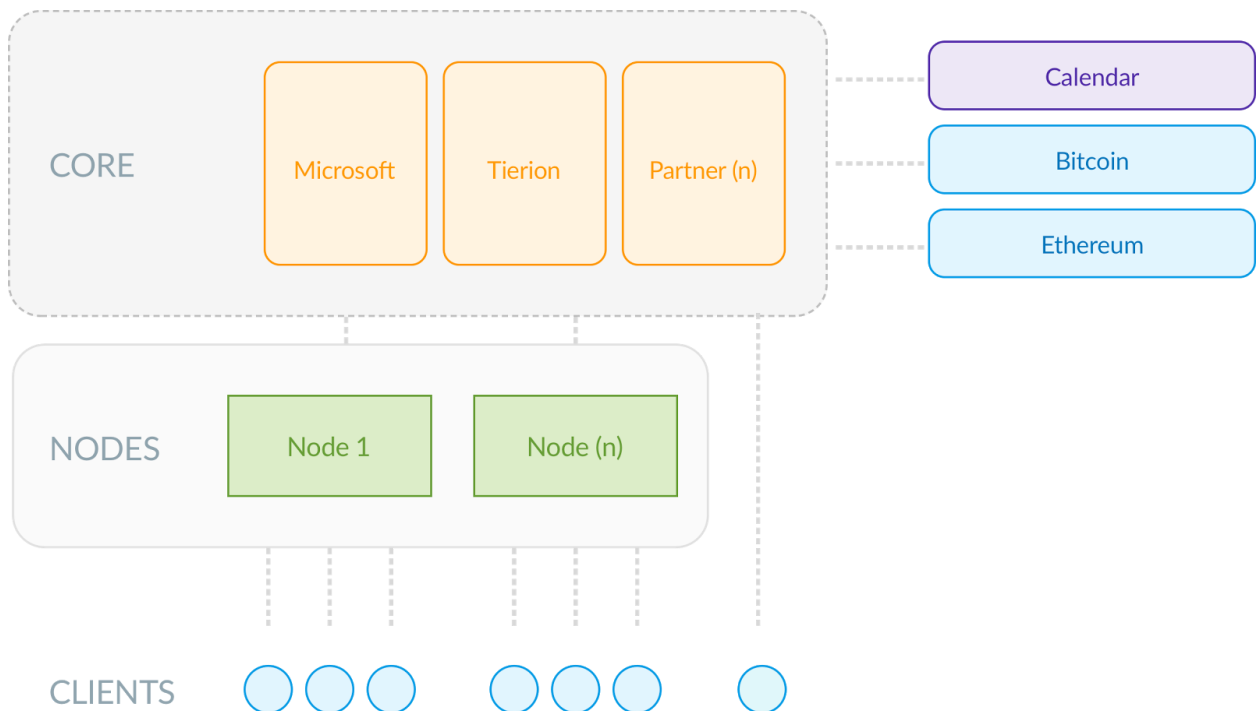 CORE
Microsoft
Tierion
Partner (n)
Calendar
Bitcoin
Ethereum
NODES
Node 1
Node (n)
CLIENTS